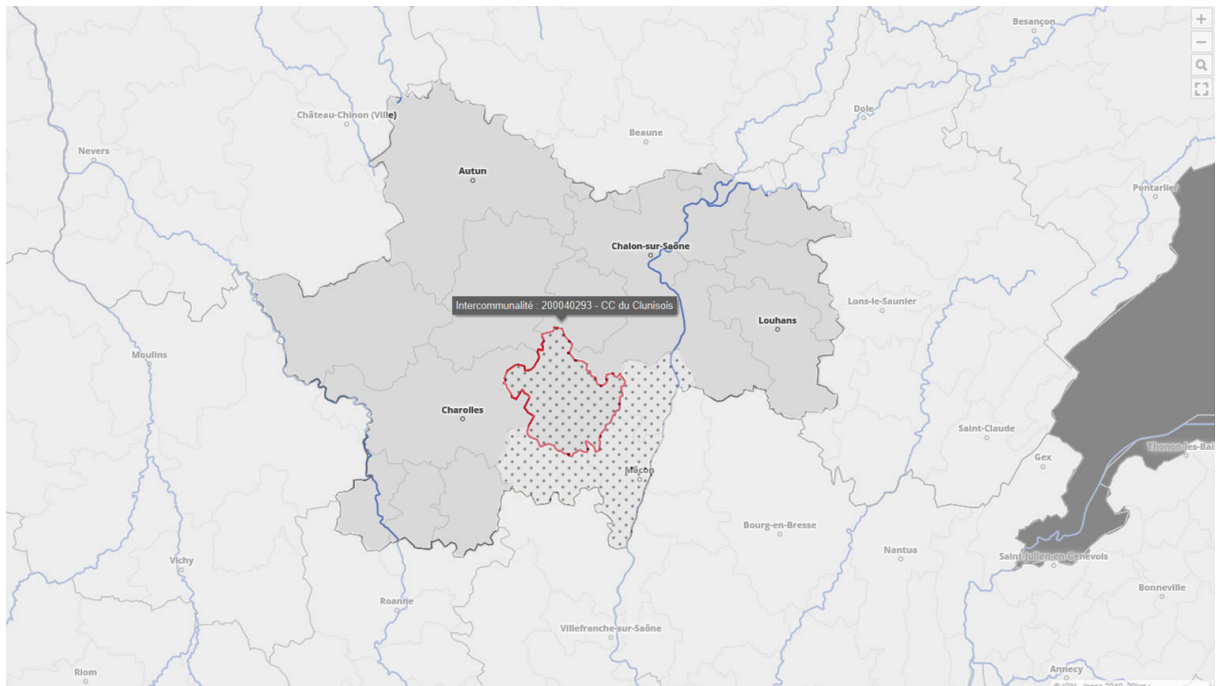 Besançon
Château-Chinon (Ville)
Dole
Beaune
Nevers
Autun
Pontarlier
Chalon-sur-Saône
Intercommunalité : 200040293 - CC du Clunisois
Lons-le-Saunier
Louhans
Moulins
Charolles
Saint-Claude
Thonon-les-Bai
Gex
Mâcon
Bourg-en-Bresse
Nantua
Saint-Julien-en-Genevois
Vichy
Bonneville
Roanne
Villefranche-sur-Saône
Riom
Annecy